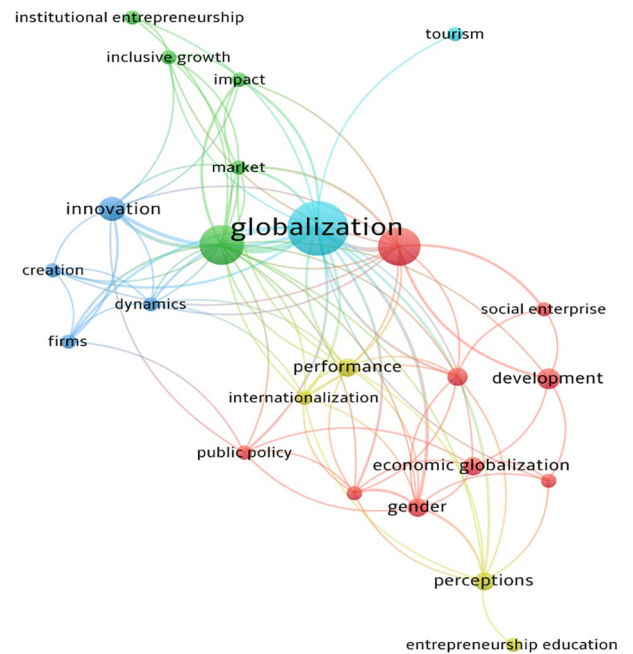 institutional entrepreneurship
tourism
inclusive growth
impact
market
innovation
globalization
creation
dynamics
social enterprise
firms
performance
development
internationalization
public policy
economic globalization
gender
perceptions
entrepreneurship education